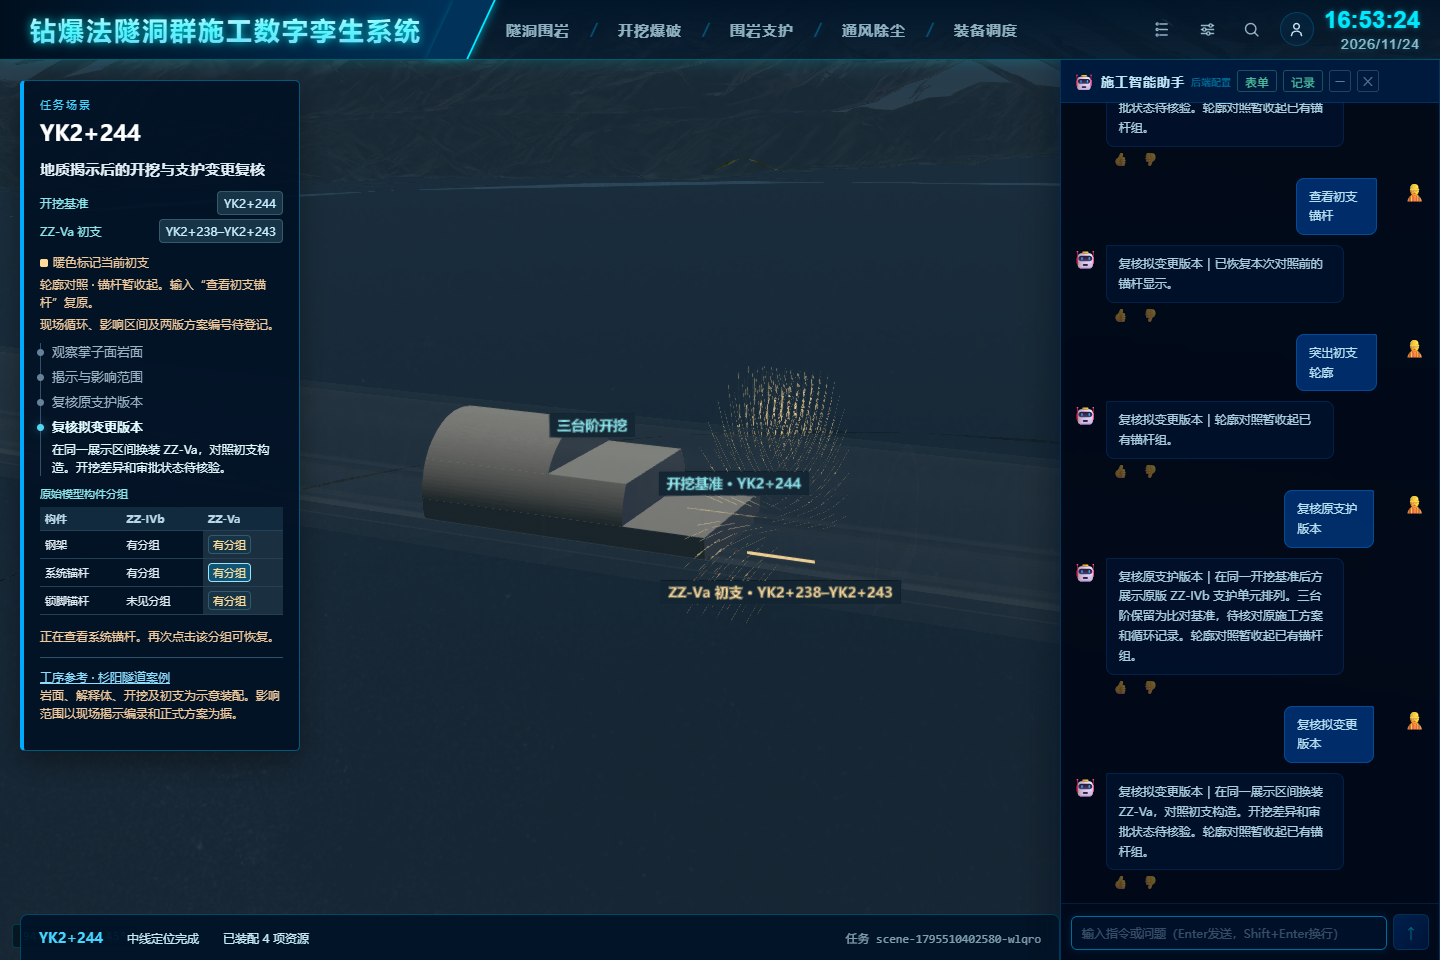 钻爆法隧洞群施工数字孪生系统
隧洞围岩 / 开挖爆破 / 围岩支护 / 通风除尘 / 装备调度
16:53:24
2026/11/24
任务场景
YK2+244
地质揭示后的开挖与支护变更复核
开挖基准 YK2+244
ZZ-Va 初支 YK2+238—YK2+243
暖色标记当前初支
轮廓对照 · 锚杆暂收起。输入“查看初支锚
杆”复原。
现场循环、影响区间及两版方案编号待登记。
观察掌子面岩面
揭示与影响范围
复核原支护版本
复核拟变更版本
在同一展示区间换装 ZZ-Va，对照初支构
造。开挖差异和审批状态待核验。
原始模型构件分组
构件 ZZ-IVb ZZ-Va
钢架 有分组 有分组
系统锚杆 有分组 有分组
锁脚锚杆 未见分组 有分组
正在查看系统锚杆。再次点击该分组可恢复。
工序参考 · 杉阳隧道案例
岩面、解释体、开挖及初支为示意装配。影响
范围以现场揭示编录和正式方案为据。
三台阶开挖
开挖基准 • YK2+244
ZZ-Va 初支 • YK2+238—YK2+243
YK2+244 中线定位完成 已装配 4 项资源
任务 scene-1795510402580-wlqro
施工智能助手 后端配置 表单 记录
批状态待核验。轮廓对照暂收起已有锚
杆组。
查看初支
锚杆
复核拟变更版本 | 已恢复本次对照前的
锚杆显示。
突出初支
轮廓
复核拟变更版本 | 轮廓对照暂收起已
有锚杆组。
复核原支护
版本
复核原支护版本 | 在同一开挖基准后方
展示原版 ZZ-IVb 支护单元排列。三台
阶保留为比对基准，待核对原施工方案
和循环记录。轮廓对照暂收起已有锚杆
组。
复核拟变更
版本
复核拟变更版本 | 在同一展示区间换装
ZZ-Va，对照初支构造。开挖差异和审
批状态待核验。轮廓对照暂收起已有锚
杆组。
输入指令或问题（Enter发送，Shift+Enter换行）